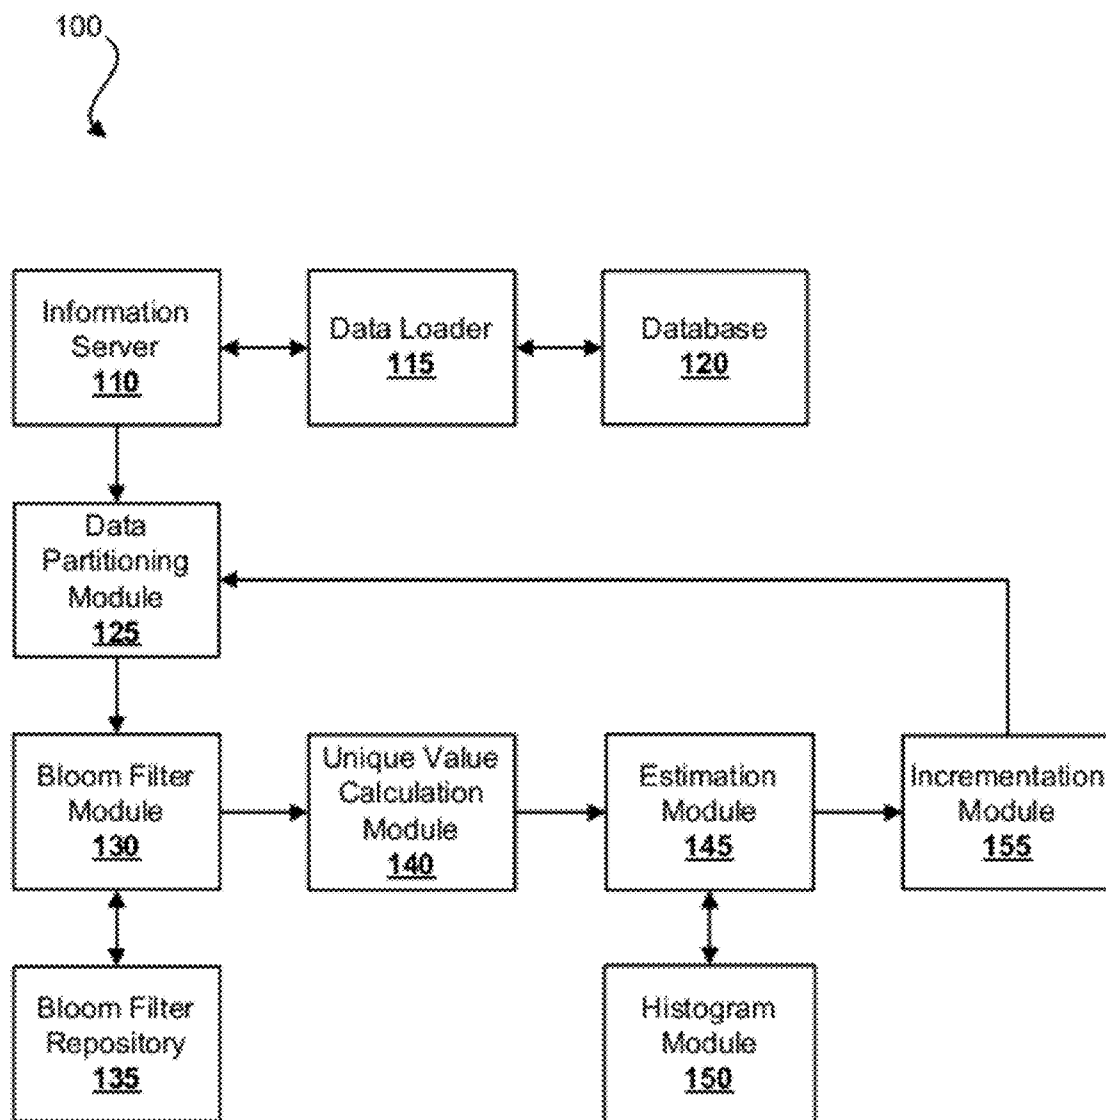 100
Information
Server
110
Data Loader
115
Database
120
Data
Partitioning
Module
125
Bloom Filter
Module
130
Unique Value
Calculation
Module
140
Estimation
Module
145
Incrementation
Module
155
Bloom Filter
Repository
135
Histogram
Module
150